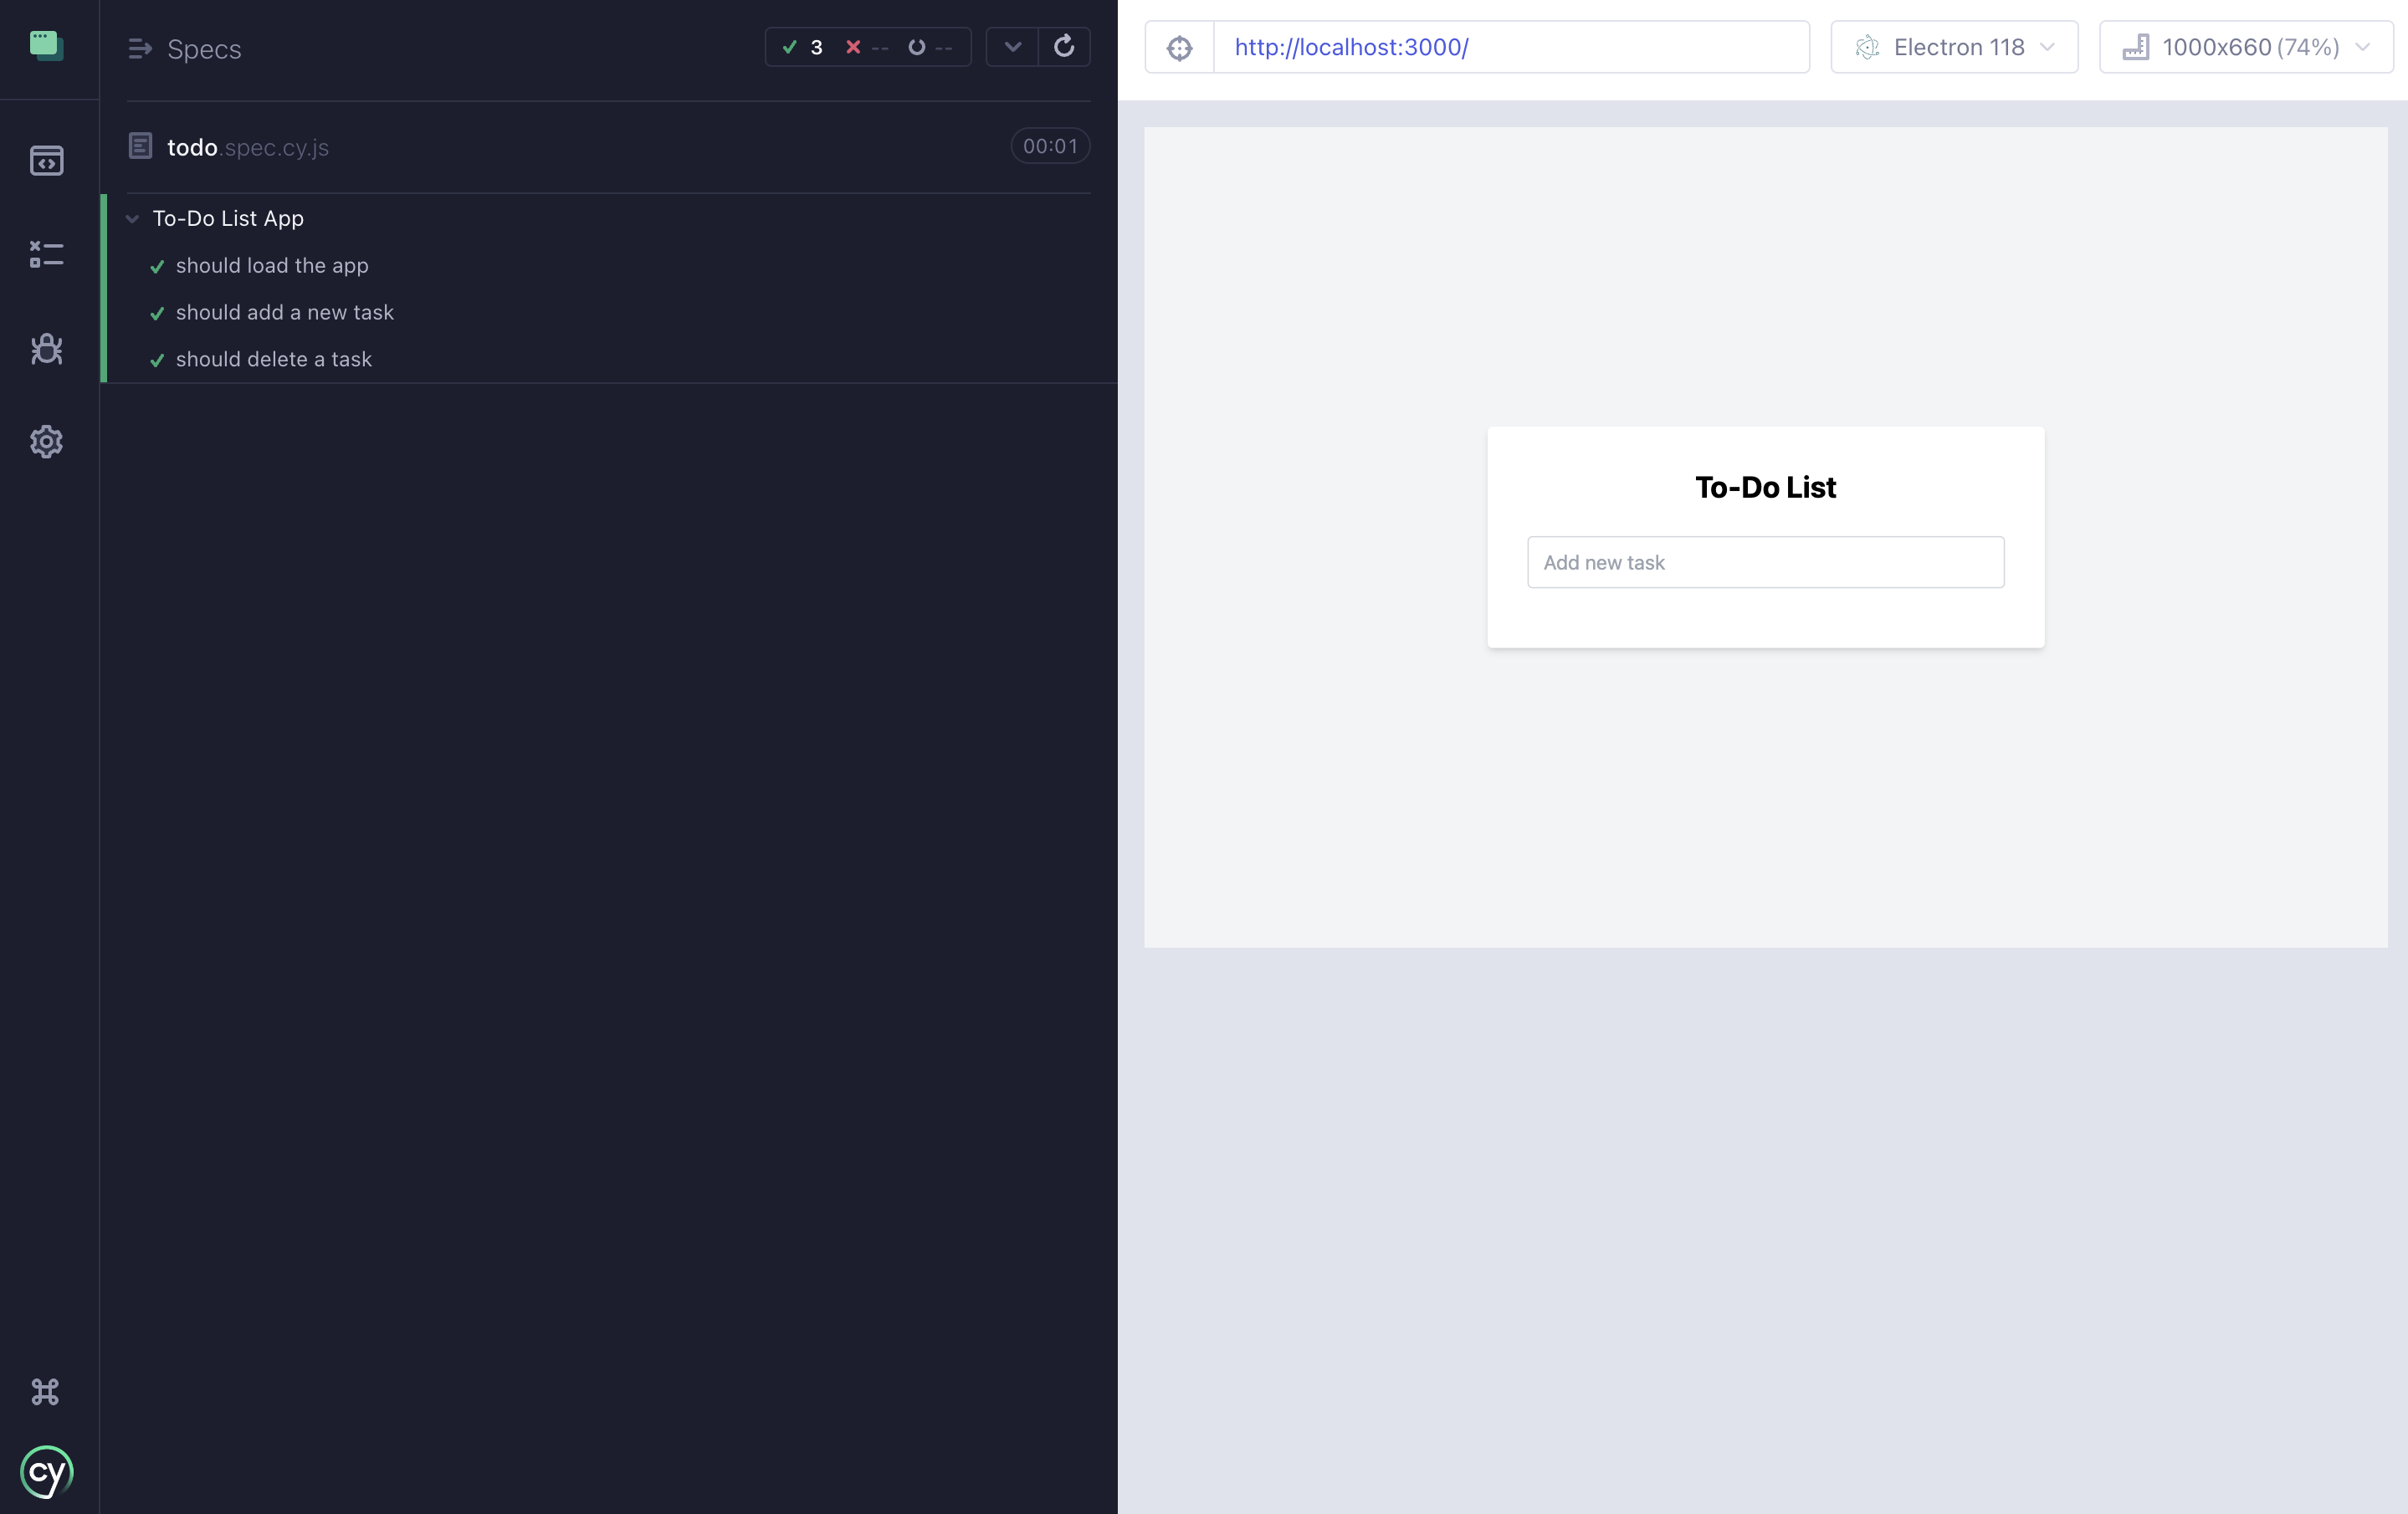 Specs
3 -- --
todo.spec.cy.js
00:01
To-Do List App
should load the app
should add a new task
should delete a task
cy
http://localhost:3000/
Electron 118
1000x660 (74%)
To-Do List
Add new task